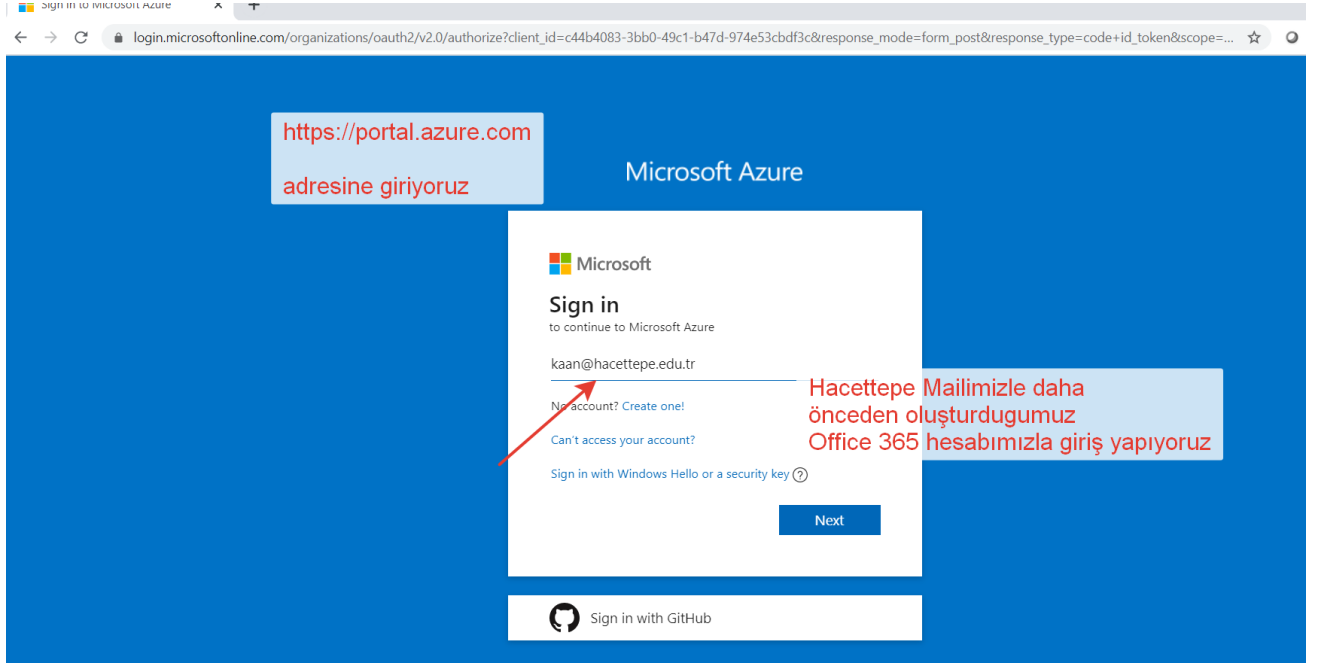 Sign in to Microsoft Azure
login.microsoftonline.com/organizations/oauth2/v2.0/authorize?client_id=c44b4083-3bb0-49c1-b47d-974e53cbdf3c&response_mode=form_post&response_type=code+id_token&scope=...
https://portal.azure.com
adresine giriyoruz
Microsoft Azure
Microsoft
Sign in
to continue to Microsoft Azure
kaan@hacettepe.edu.tr
No account? Create one!
Can't access your account?
Sign in with Windows Hello or a security key
Hacettepe Mailimizle daha
önceden oluşturdugumuz
Office 365 hesabımızla giriş yapıyoruz
Next
Sign in with GitHub